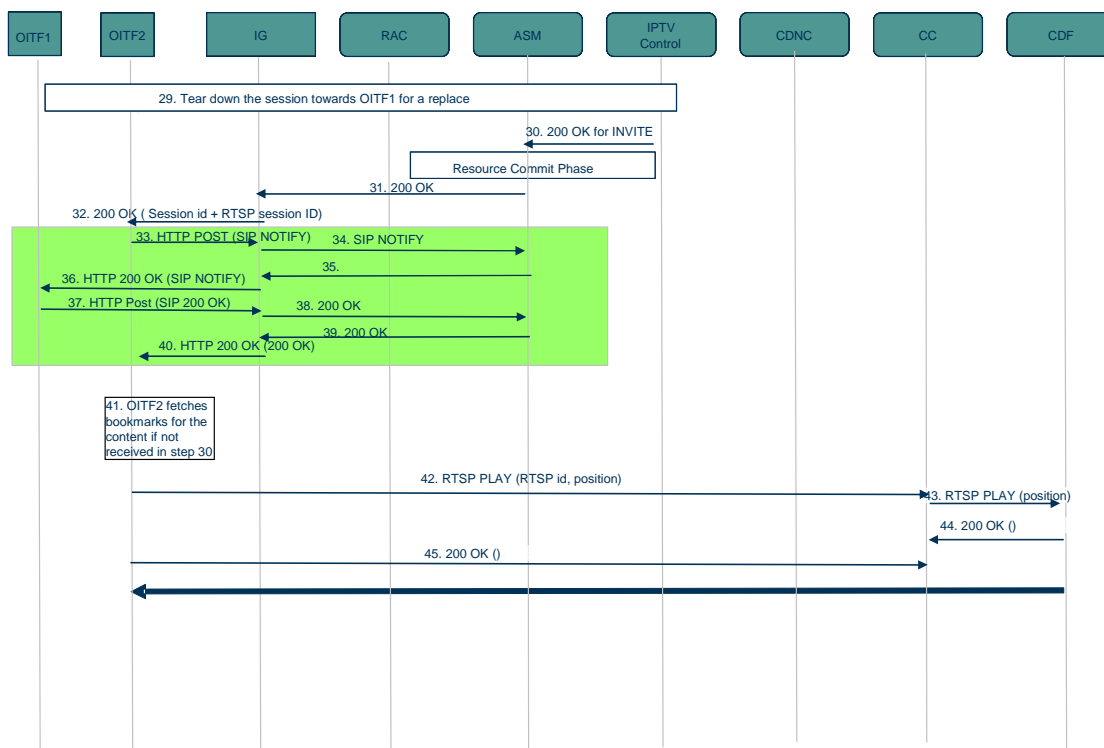 OITF1
OITF2
IG
RAC
ASM
IPTV
Control
CDNC
CC
CDF
29. Tear down the session towards OITF1 for a replace
30. 200 OK for INVITE
Resource Commit Phase
31. 200 OK
32. 200 OK ( Session id + RTSP session ID)
33. HTTP POST (SIP NOTIFY)
34. SIP NOTIFY
35.
36. HTTP 200 OK (SIP NOTIFY)
37. HTTP Post (SIP 200 OK)
38. 200 OK
39. 200 OK
40. HTTP 200 OK (200 OK)
41. OITF2 fetches
bookmarks for the
content if not
received in step 30
42. RTSP PLAY (RTSP id, position)
43. RTSP PLAY (position)
44. 200 OK ()
45. 200 OK ()